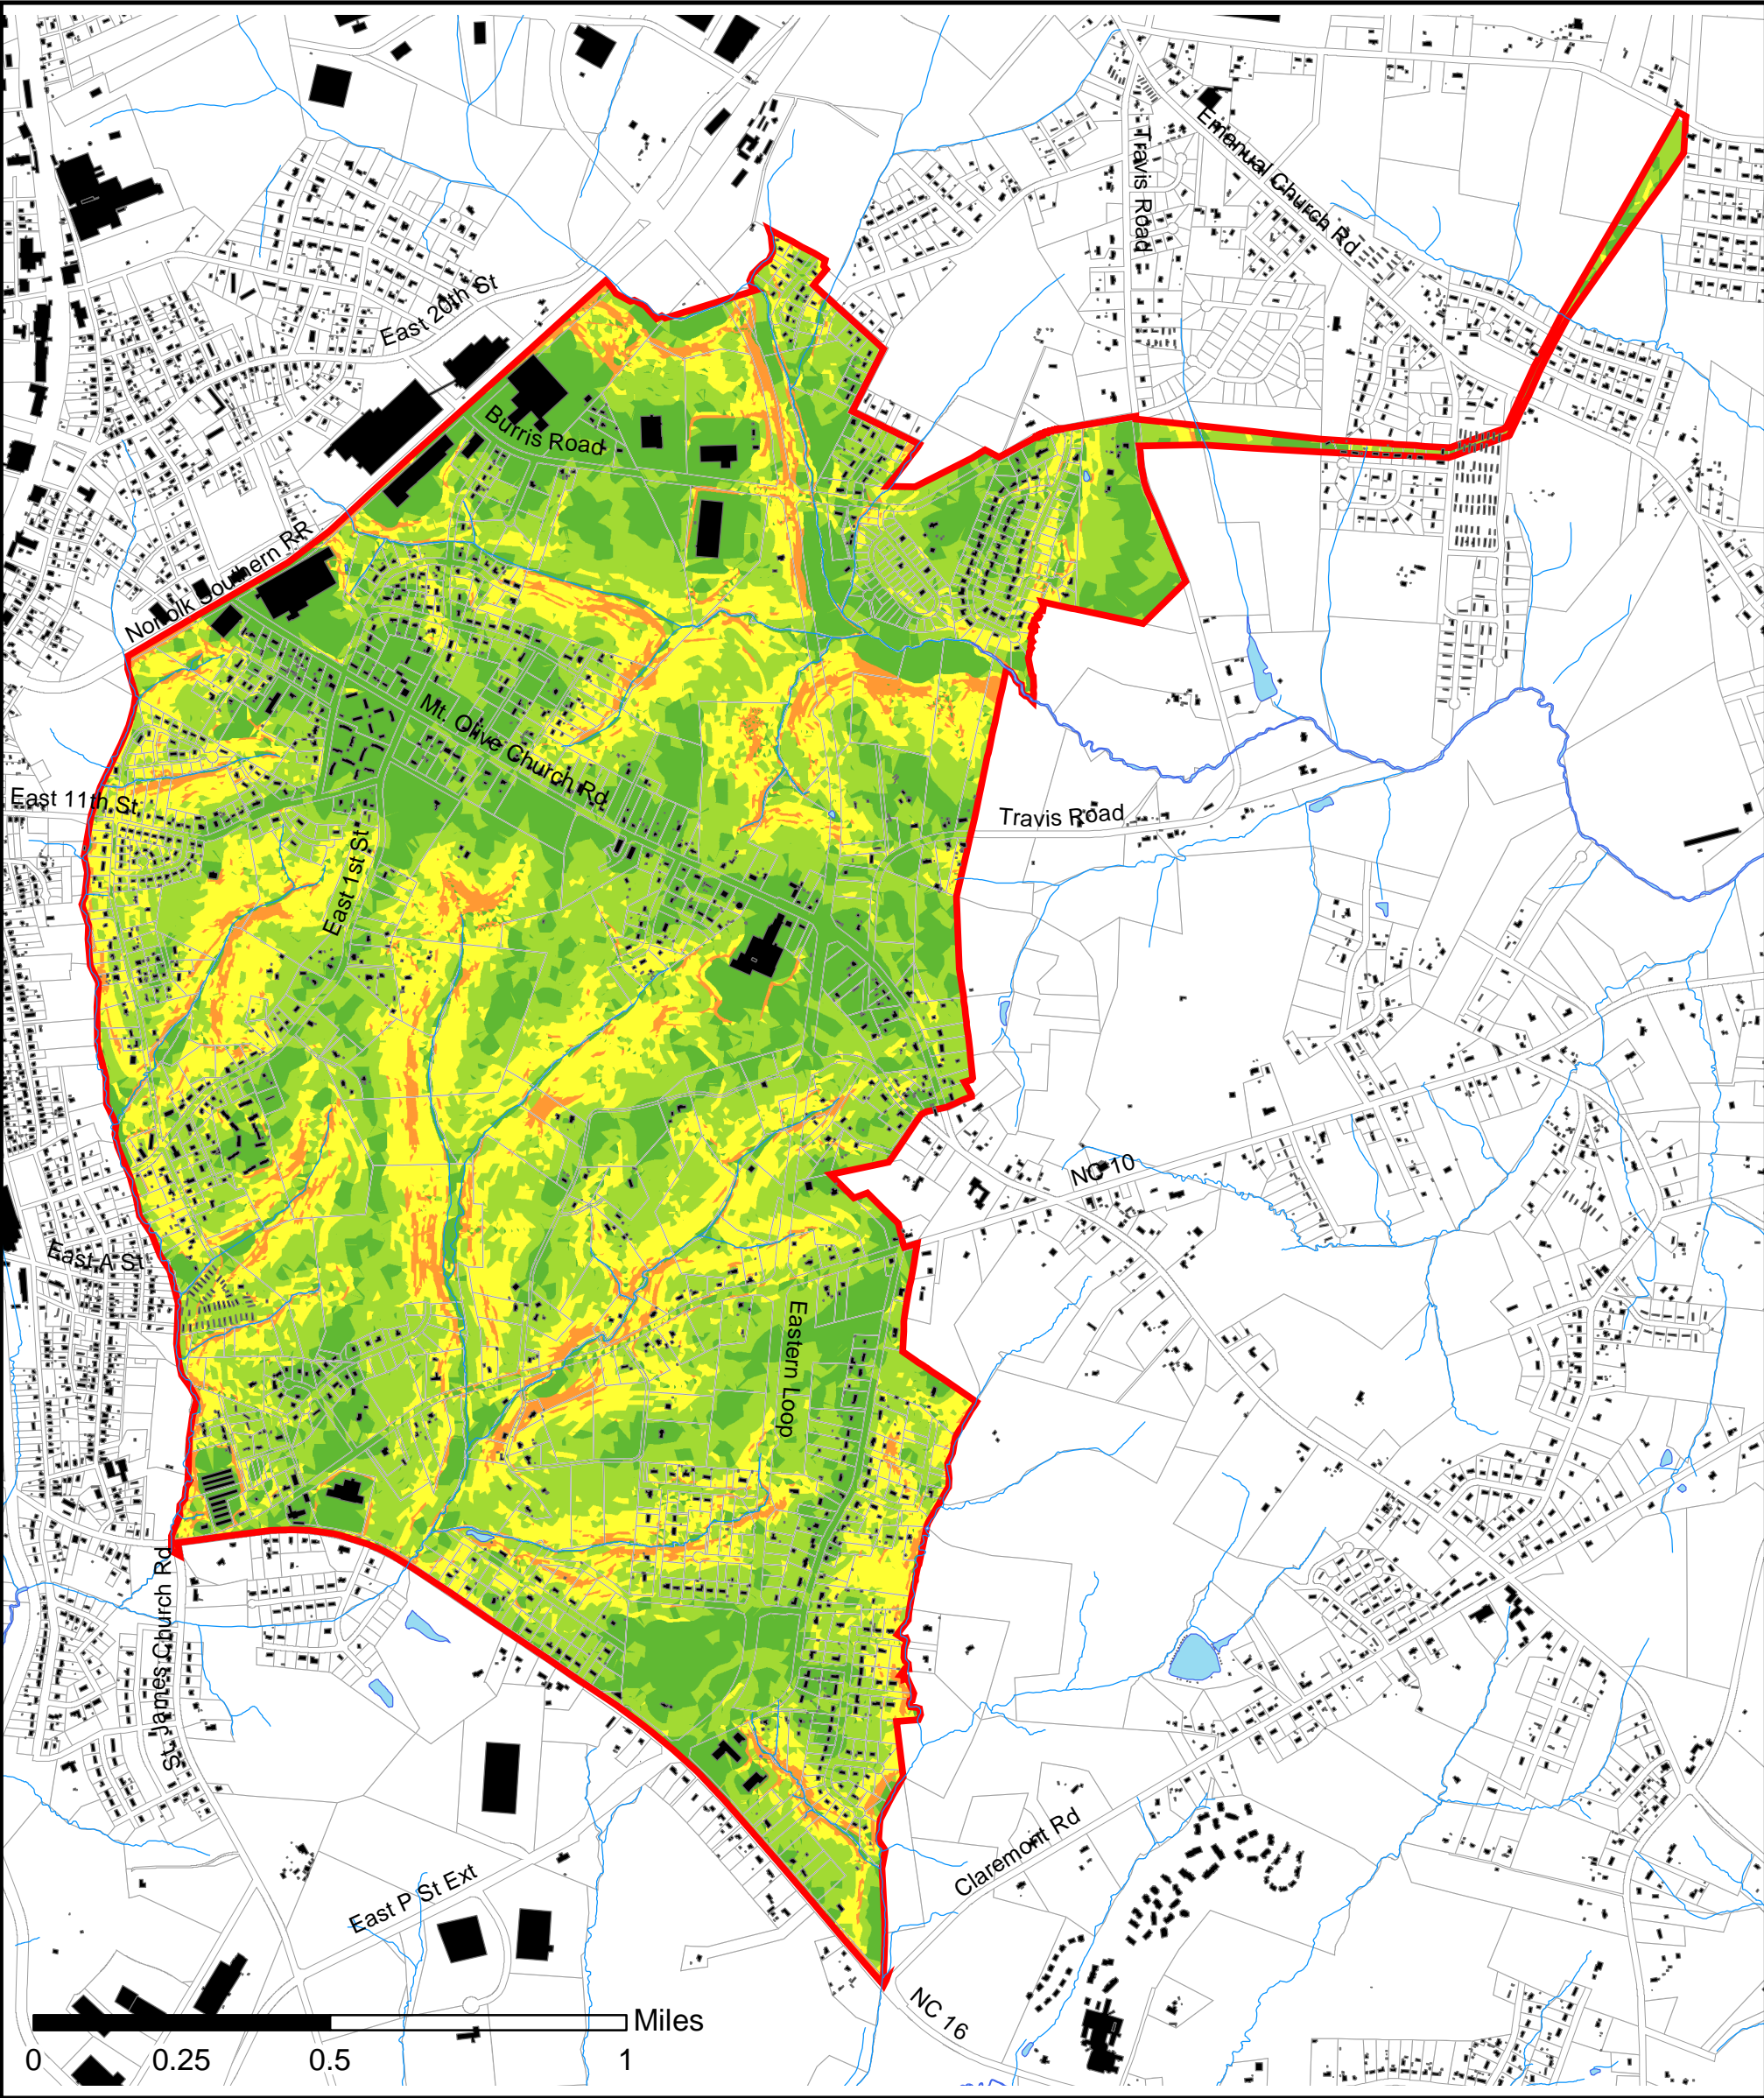 Emanual Church Rd
Travis Road
East 20th St
Burris Road
Norfolk Southern RR
Mt. Olive Church Rd
East 11th St
Travis Road
East 1st St
NC 10
East A St
Eastern Loop
St. James Church Rd
Claremont Rd
East P St Ext
NC 16
Miles
0 0.25 0.5 1